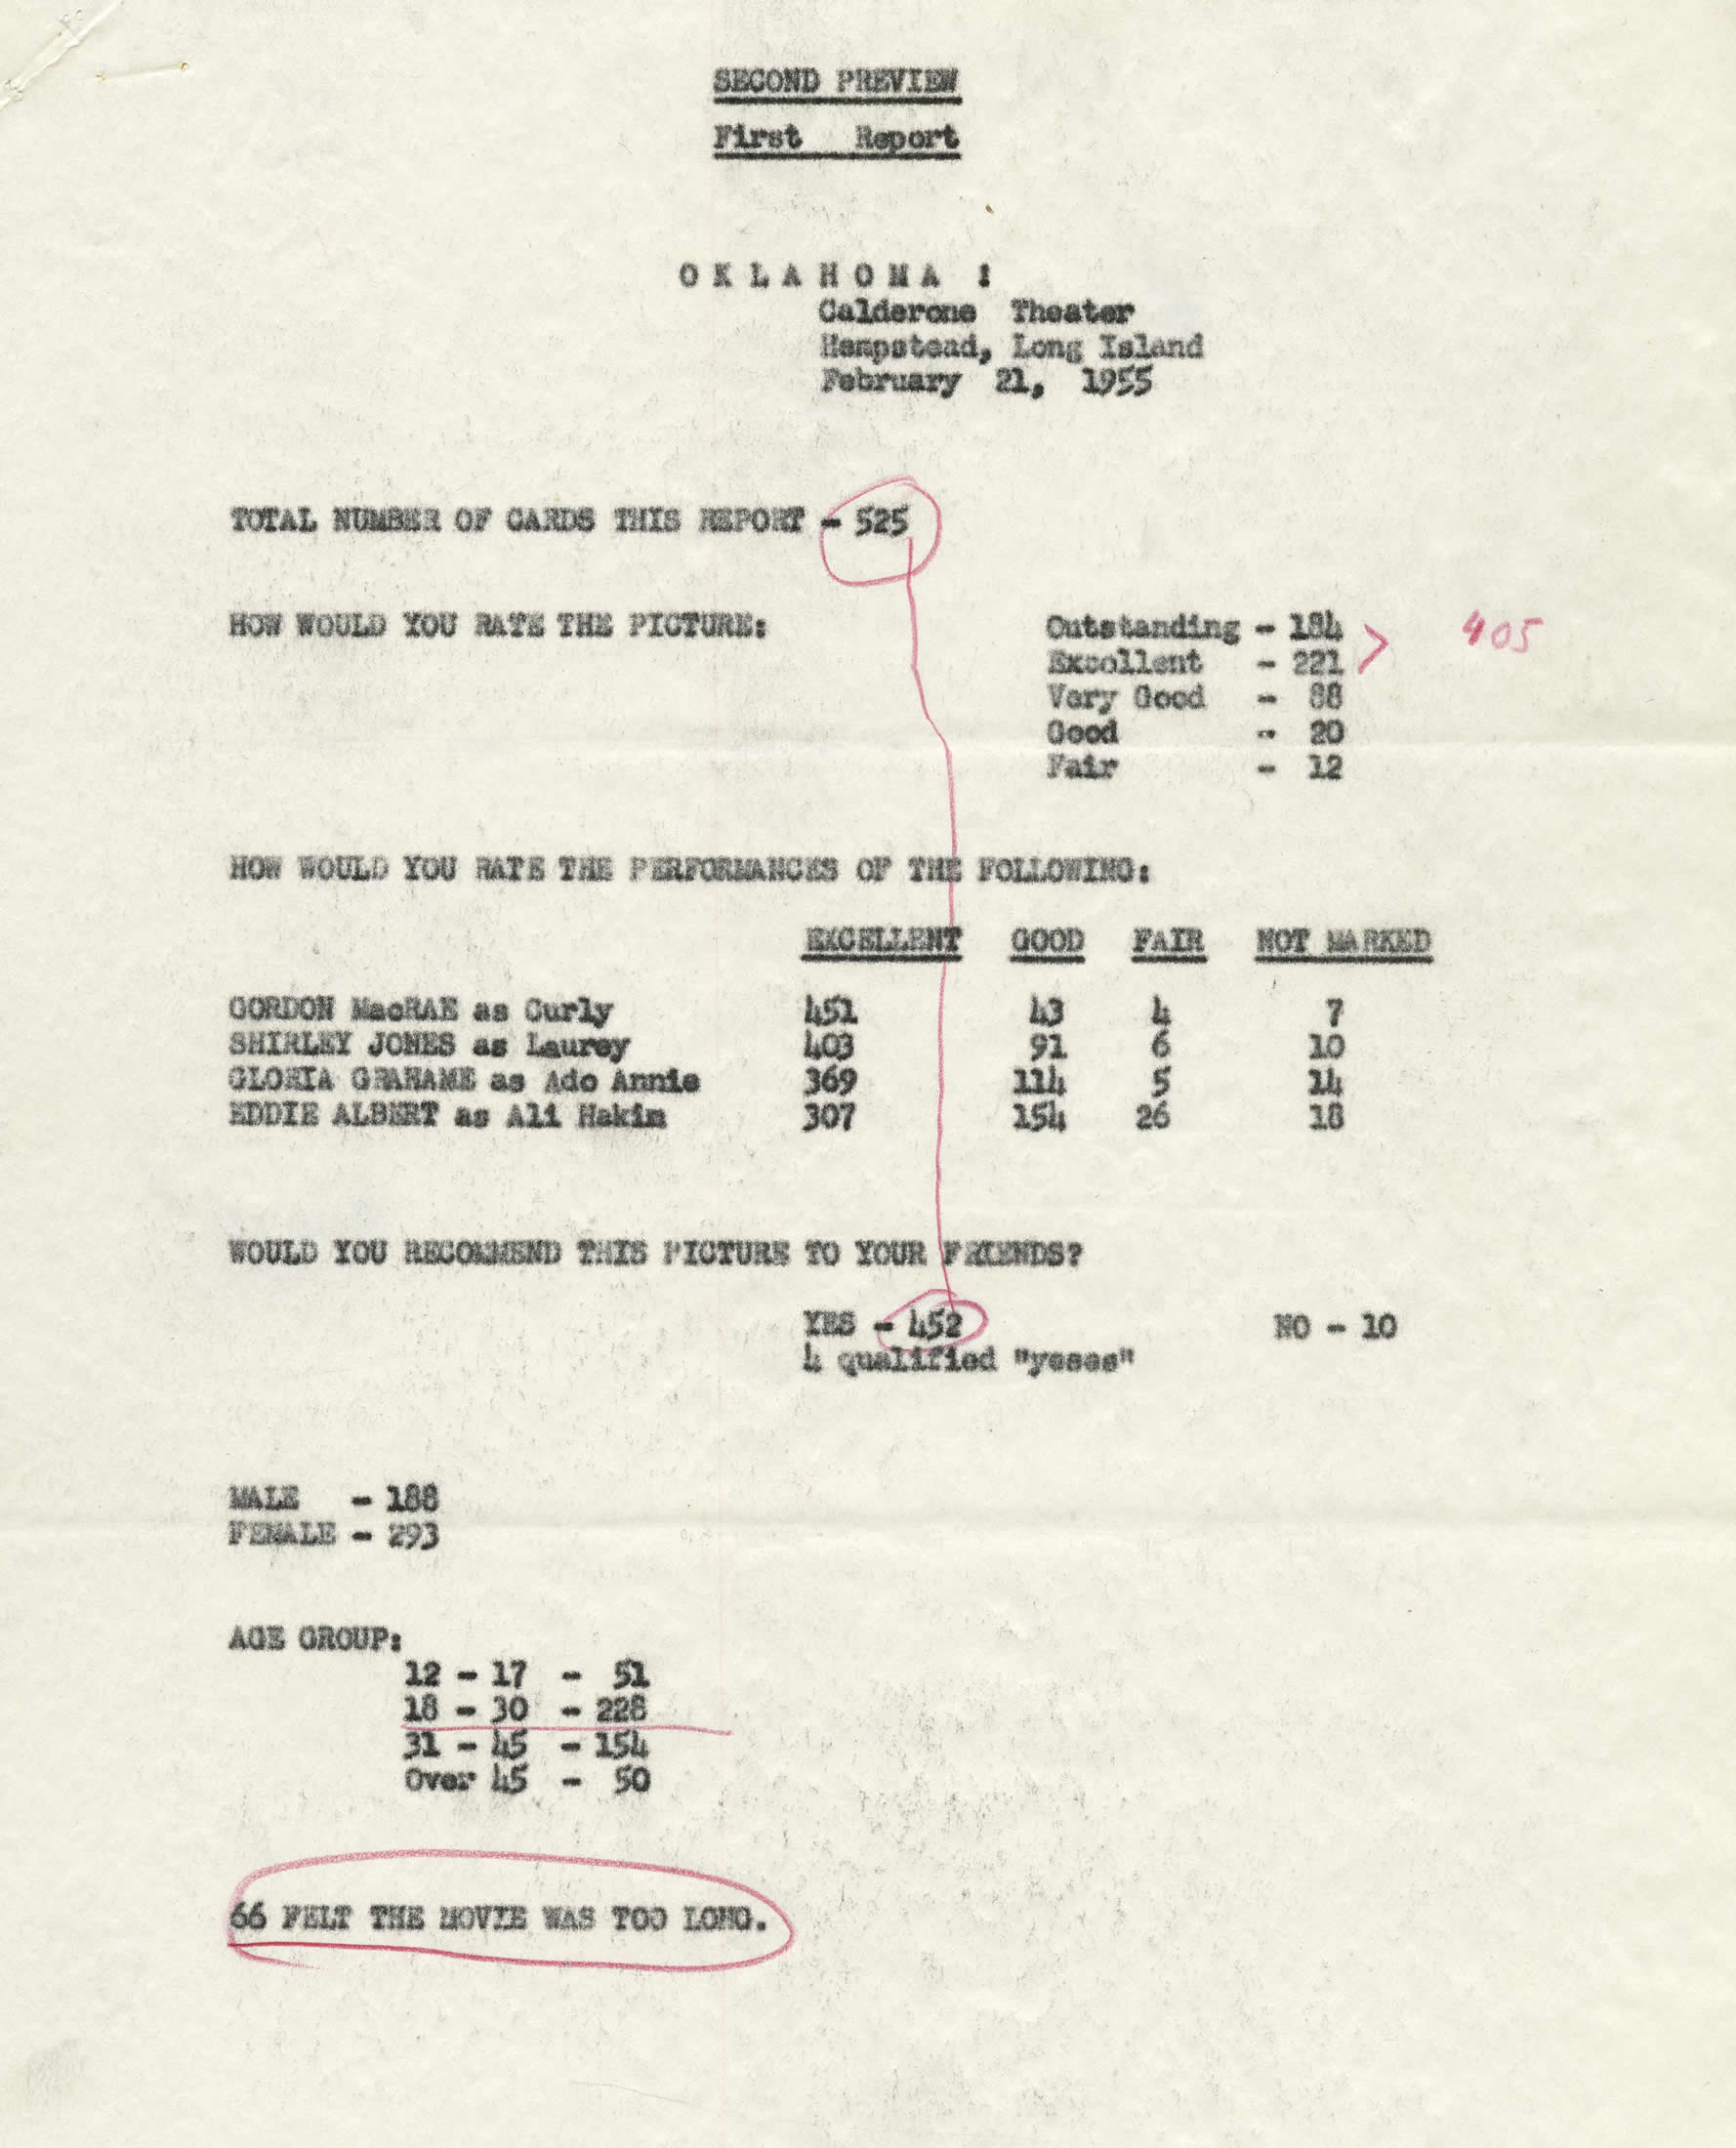 SECOND PREVIEW
First Report
OKLAHOMA !
Calderone Theater
Hempstead, Long Island
February 21, 1955
TOTAL NUMBER OF CARDS THIS REPORT - 525
HOW WOULD YOU RATE THE PICTURE:
Outstanding - 184
Excellent - 221
> 405
Very Good - 88
Good - 20
Fair - 12
HOW WOULD YOU RATE THE PERFORMANCES OF THE FOLLOWING:
EXCELLENT GOOD FAIR NOT MARKED
GORDON MacRAE as Curly 451 43 4 7
SHIRLEY JONES as Laurey 403 91 6 10
GLORIA GRAHAME as Ado Annie 369 114 5 14
EDDIE ALBERT as Ali Hakim 307 154 26 18
WOULD YOU RECOMMEND THIS PICTURE TO YOUR FRIENDS?
YES - 452 NO - 10
4 qualified "yeses"
MALE - 188
FEMALE - 293
AGE GROUP:
12 - 17 - 51
18 - 30 - 228
31 - 45 - 154
Over 45 - 50
66 FELT THE MOVIE WAS TOO LONG.